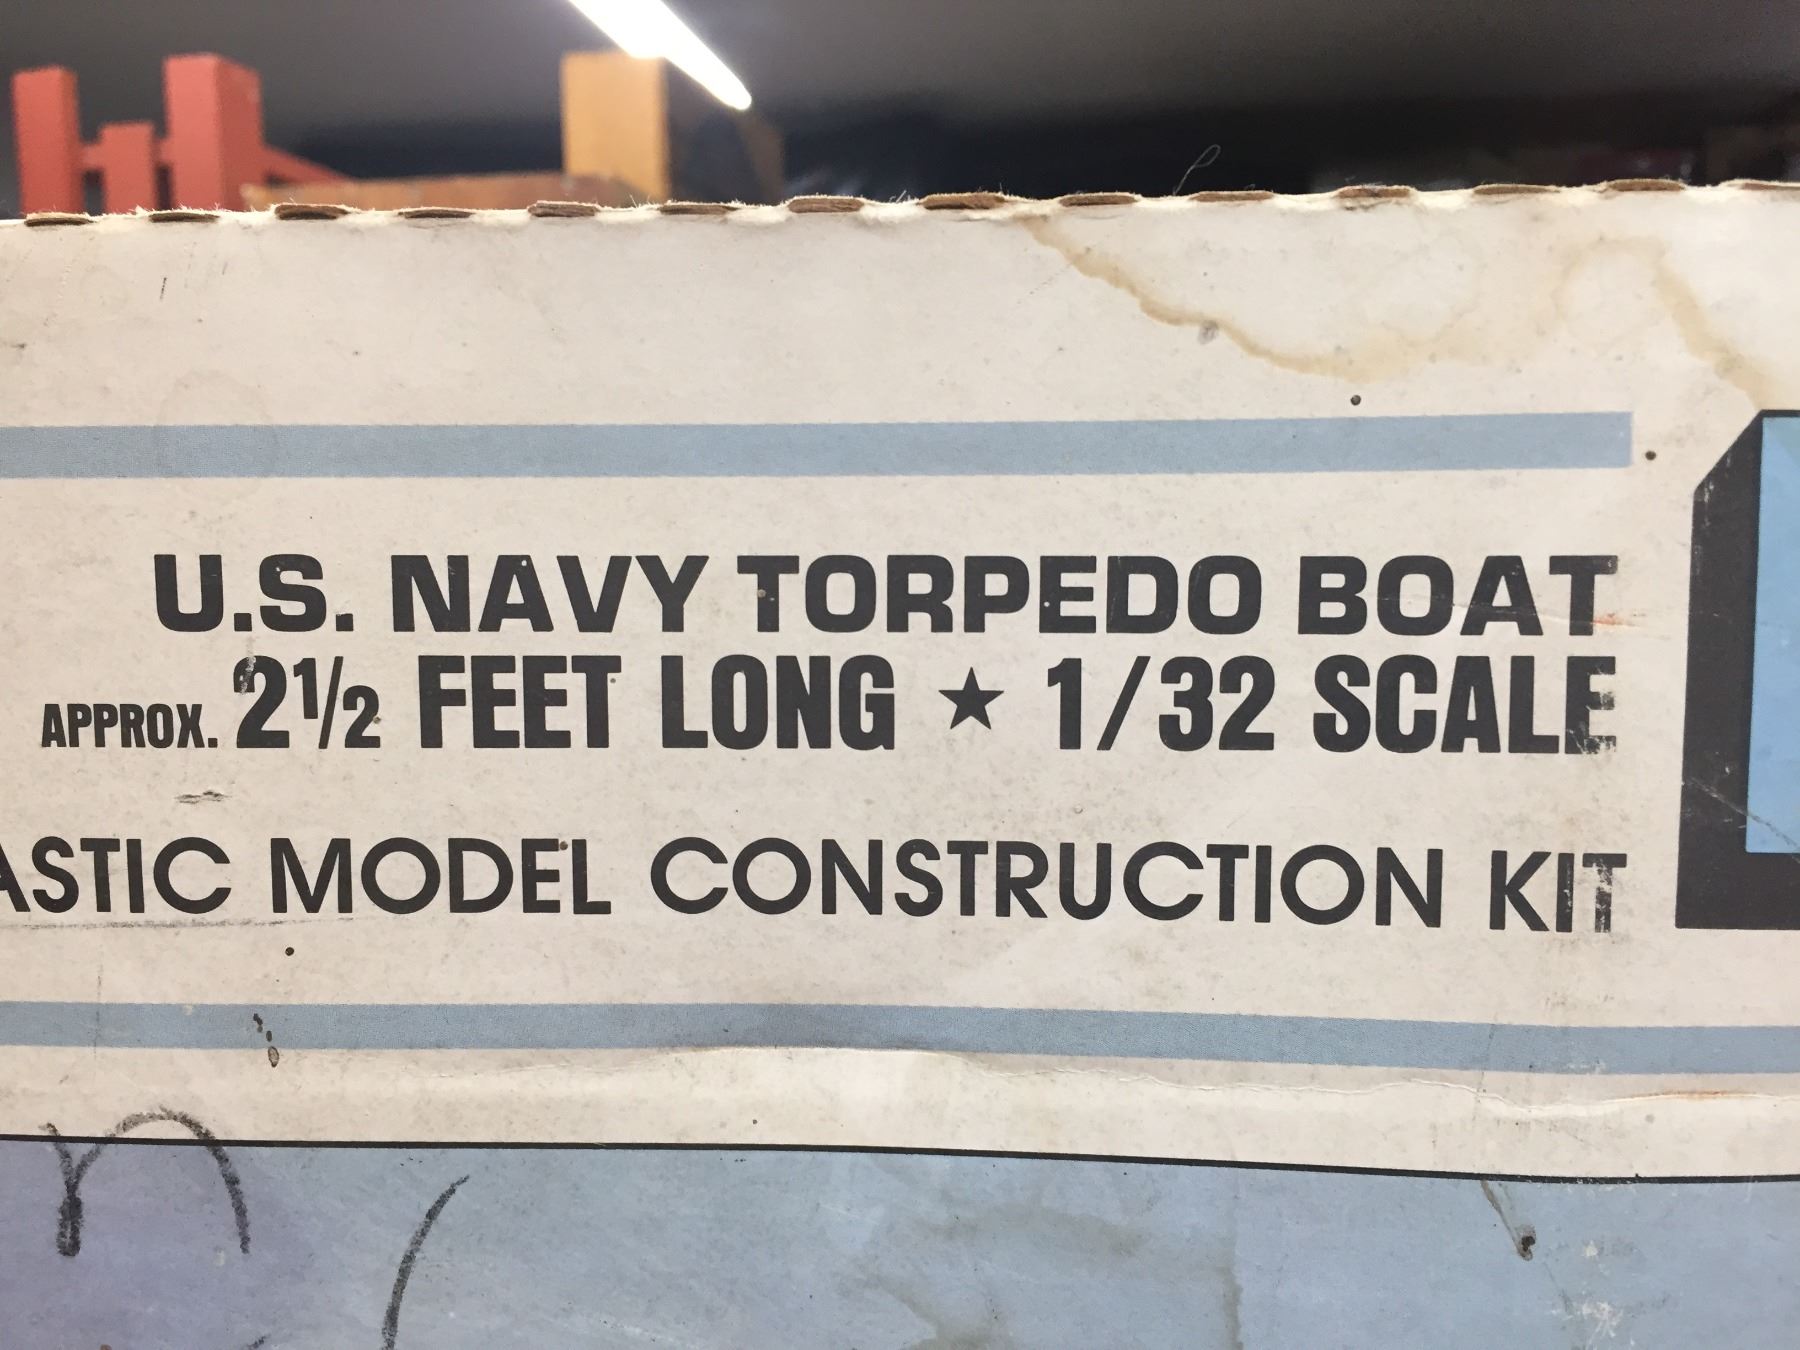 U.S. NAVY TORPEDO BOAT
APPROX. 2½ FEET LONG ★ 1/32 SCALE
ASTIC MODEL CONSTRUCTION KIT
n